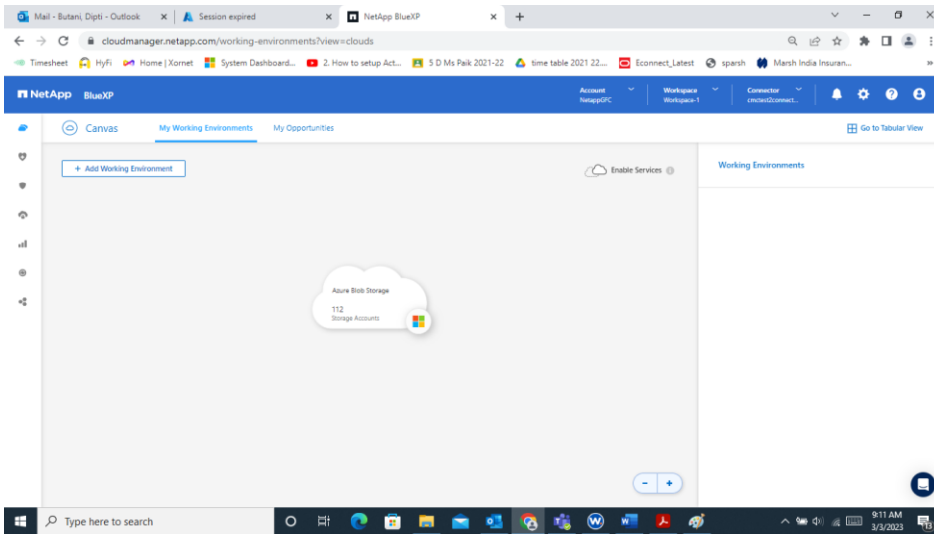 Mail - Butani, Dipti - Outlook
Session expired
NetApp BlueXP
cloudmanager.netapp.com/working-environments?view=clouds
Timesheet HyFi Home | Xornet System Dashboard... 2. How to setup Act... 5 D Ms Paik 2021-22 time table 2021 22.... Econnect_Latest sparsh Marsh India Insuran...
NetApp BlueXP
Account
NetappGFC
Workspace
Workspace-1
Connector
Canvas My Working Environments My Opportunities Go to Tabular View
+ Add Working Environment
Enable Services
Working Environments
Azure Blob Storage
112
Storage Accounts
- +
Type here to search
9:11 AM
3/3/2023